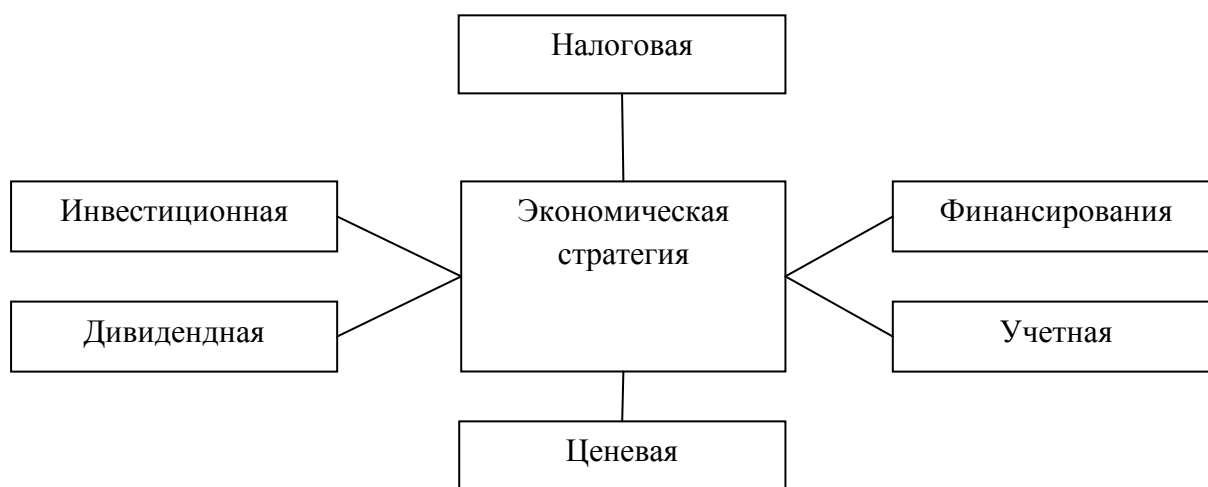 Налоговая
Инвестиционная
Экономическая
стратегия
Финансирования
Дивидендная
Учетная
Ценевая